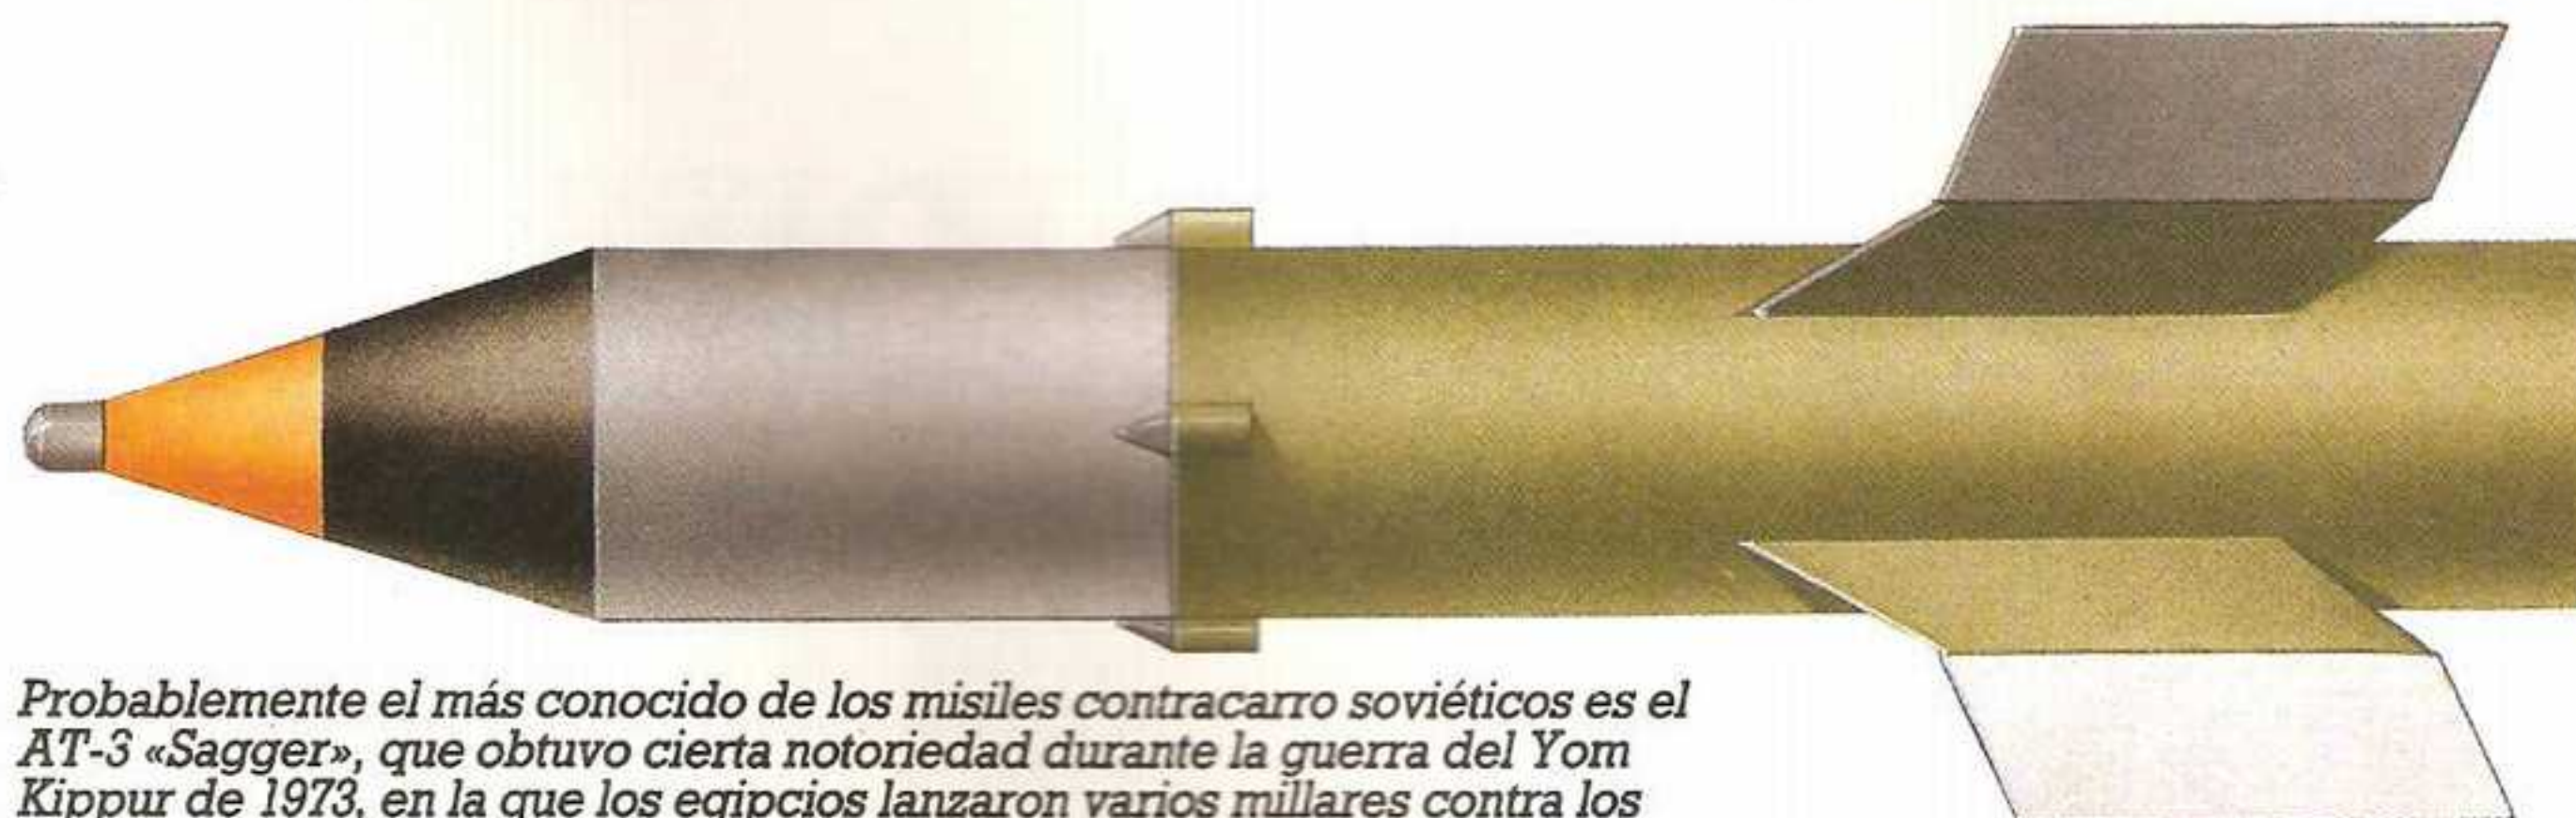 Probablemente el más conocido de los misiles contracarro soviéticos es el
AT-3 «Sagger», que obtuvo cierta notoriedad durante la guerra del Yom
Kippur de 1973, en la que los egipcios lanzaron varios millares contra los